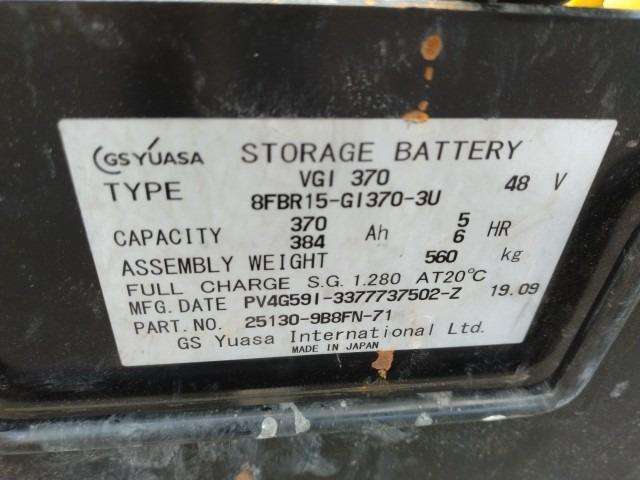 GS YUASA STORAGE BATTERY
TYPE VGI 370 48 V
8FBR15-GI370-3U
CAPACITY 370 Ah 5 HR
384 6
ASSEMBLY WEIGHT 560 kg
FULL CHARGE S.G. 1.280 AT20℃
MFG. DATE PV4G59I-3377737502-Z 19.09
PART. NO. 25130-9B8FN-71
GS Yuasa International Ltd.
MADE IN JAPAN